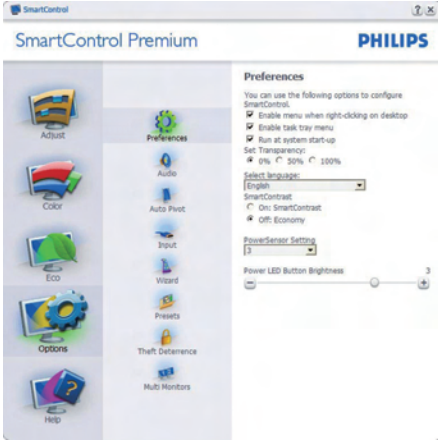 SmartControl
SmartControl Premium
PHILIPS
Adjust
Color
Eco
Options
Help
Preferences
Audio
Auto Pivot
Input
Wizard
Presets
Theft Deterrence
Multi Monitors
Preferences
You can use the following options to configure
SmartControl.
Enable menu when right-clicking on desktop
Enable task tray menu
Run at system start-up
Set Transparency:
0% 50% 100%
Select language:
English
SmartContrast
On: SmartContrast
Off: Economy
PowerSensor Setting
3
Power LED Button Brightness 3